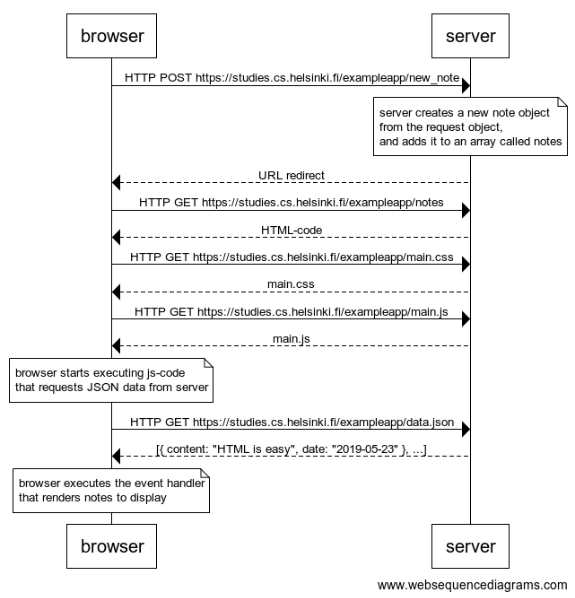 browser server
HTTP POST https://studies.cs.helsinki.fi/exampleapp/new_note
server creates a new note object
from the request object,
and adds it to an array called notes
URL redirect
HTTP GET https://studies.cs.helsinki.fi/exampleapp/notes
HTML-code
HTTP GET https://studies.cs.helsinki.fi/exampleapp/main.css
main.css
HTTP GET https://studies.cs.helsinki.fi/exampleapp/main.js
main.js
browser starts executing js-code
that requests JSON data from server
HTTP GET https://studies.cs.helsinki.fi/exampleapp/data.json
[{ content: "HTML is easy", date: "2019-05-23" }, ...]
browser executes the event handler
that renders notes to display
browser server
www.websequencediagrams.com